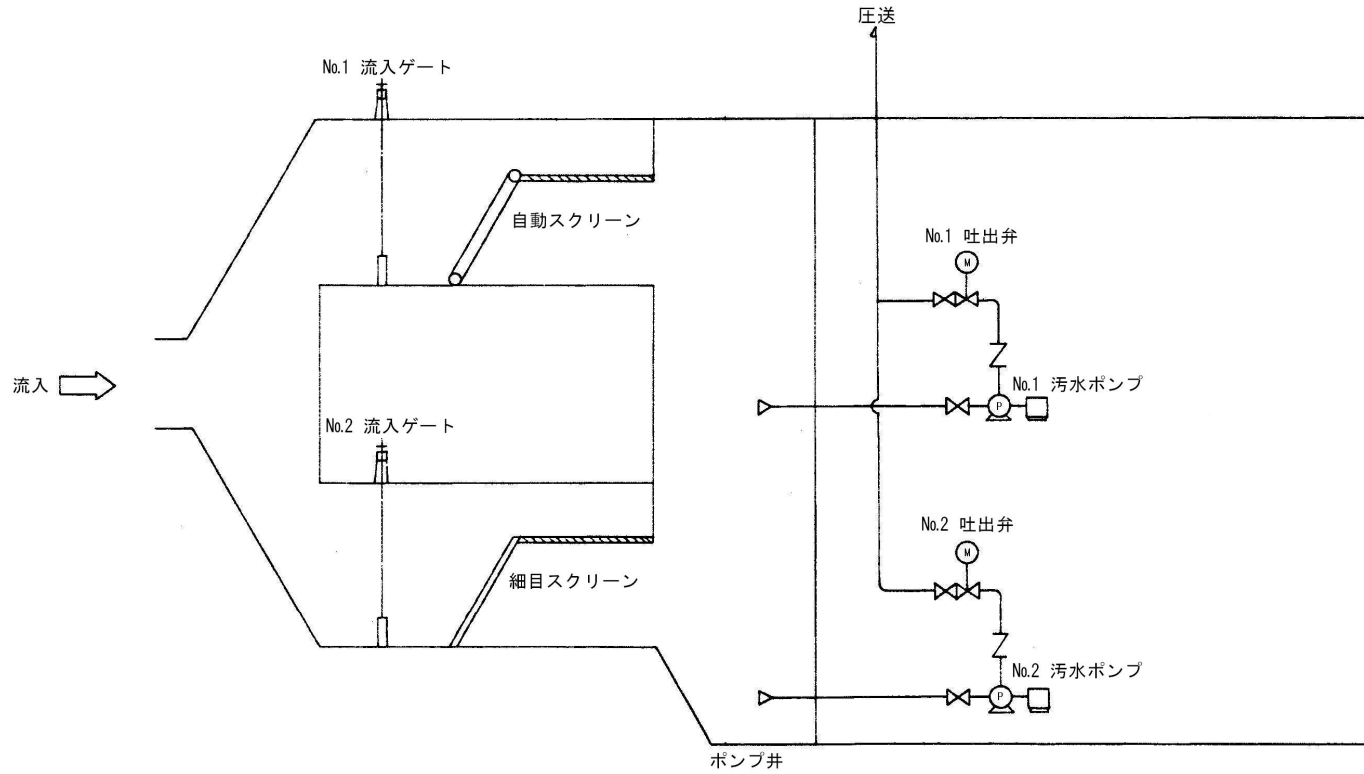 圧送
No.1 流入ゲート
自動スクリーン
No.1 吐出弁
M
流入
No.1 汚水ポンプ
P
No.2 流入ゲート
No.2 吐出弁
M
細目スクリーン
No.2 汚水ポンプ
P
ポンプ井